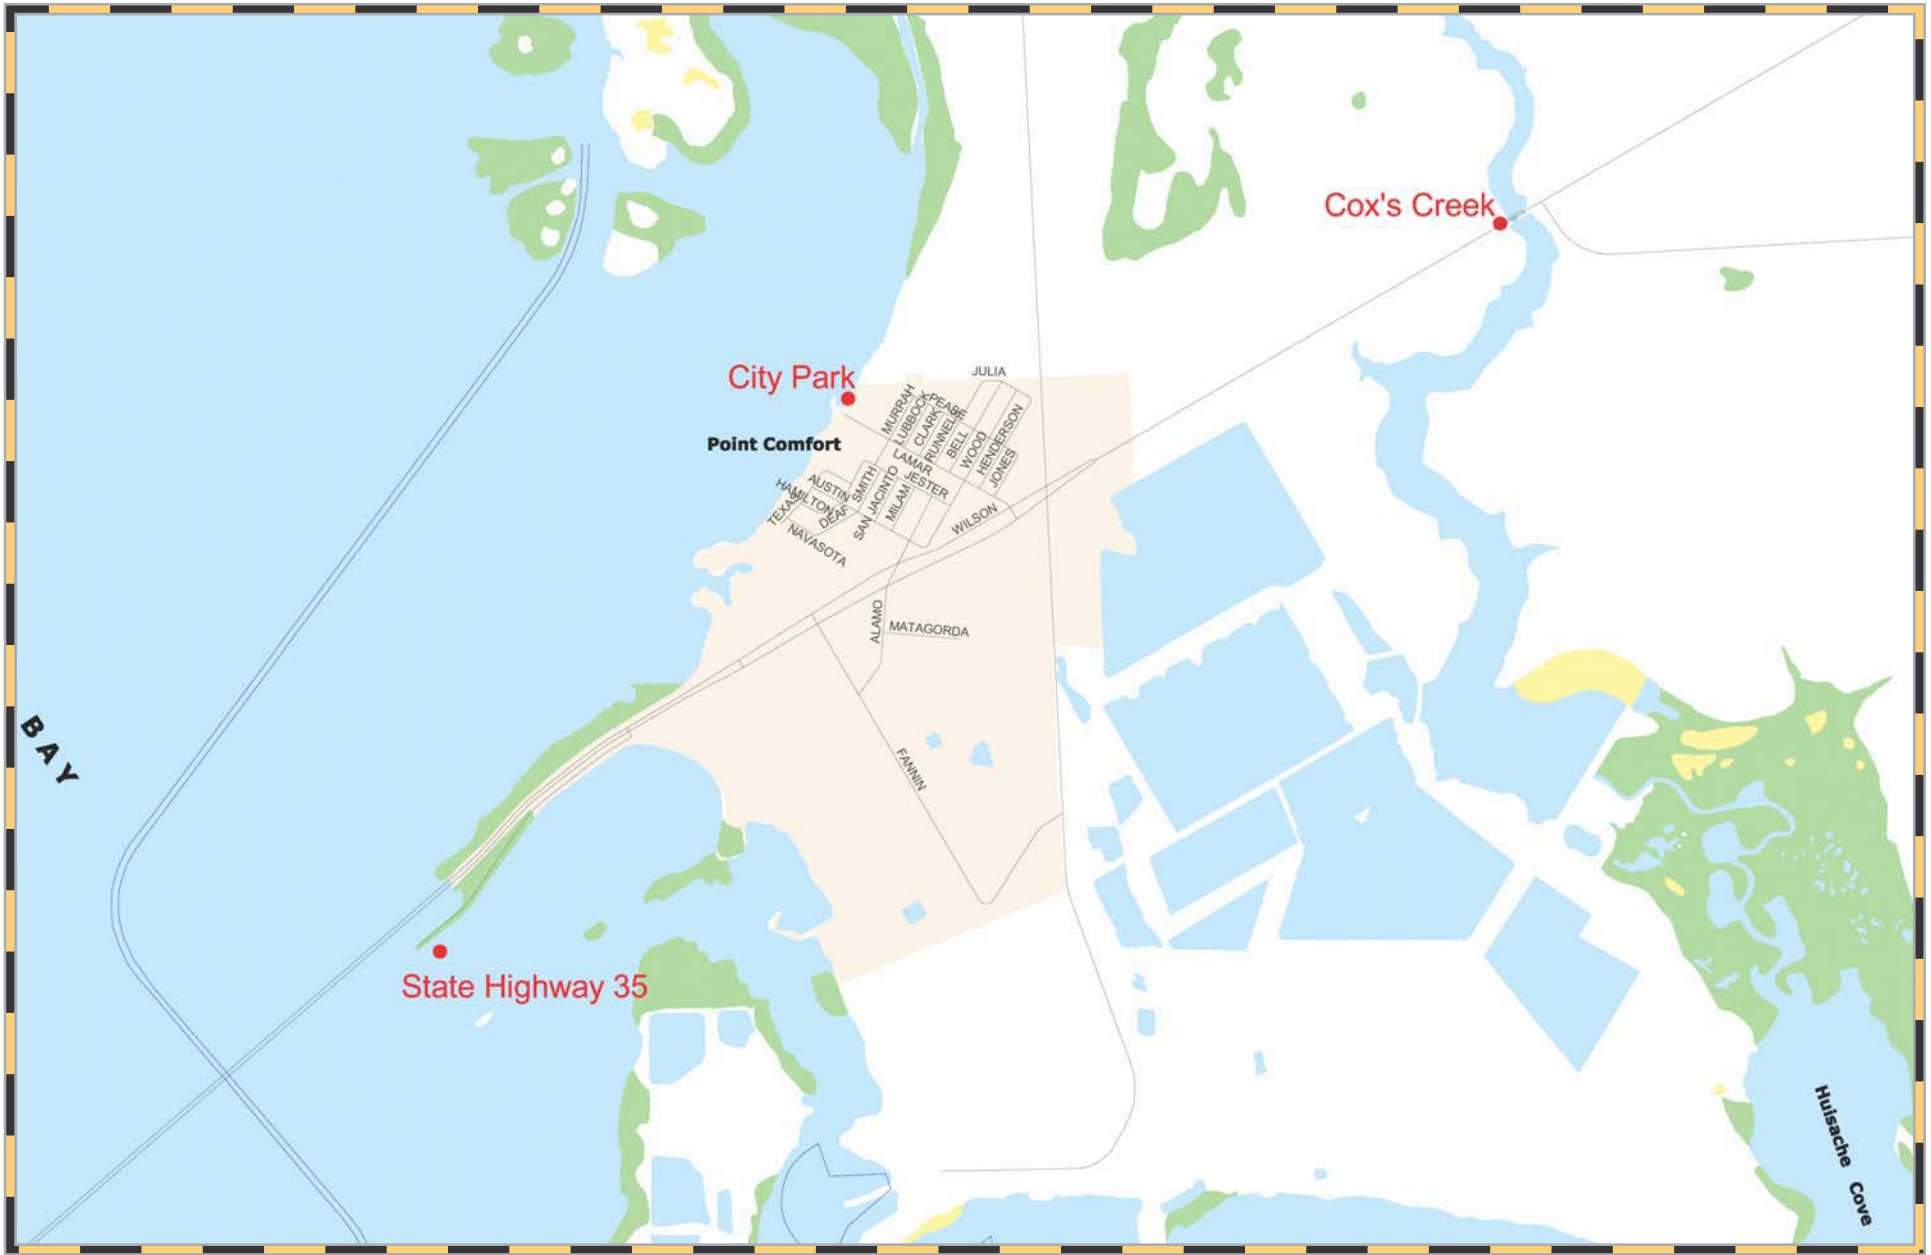 Cox's Creek
City Park
JULIA
MURRAH
LUBBOCK
PEASE
CLARK
RUNNELS
BELL
WOOD
HENDERSON
JONES
Point Comfort
LAMAR
JESTER
AUSTIN
SMITH
HAMILTON
TEXAS
DEAF
SAN JACINTO
MILAM
WILSON
NAVASOTA
ALAMO
MATAGORDA
BAY
FANNIN
State Highway 35
Huisache Cove